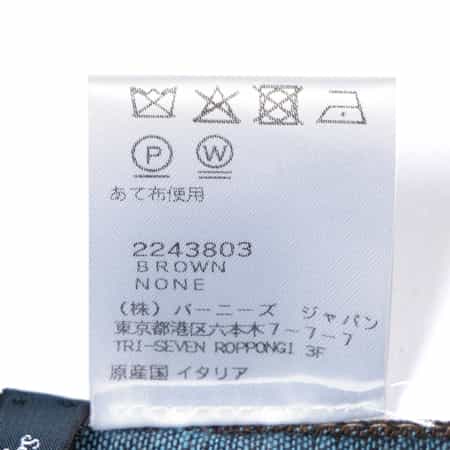 P W
あて布使用
2243803
BROWN
NONE
(株) バーニーズ ジャパン
東京都港区六本木7-7-7
TRI-SEVEN ROPPONGI 3F
原産国 イタリア